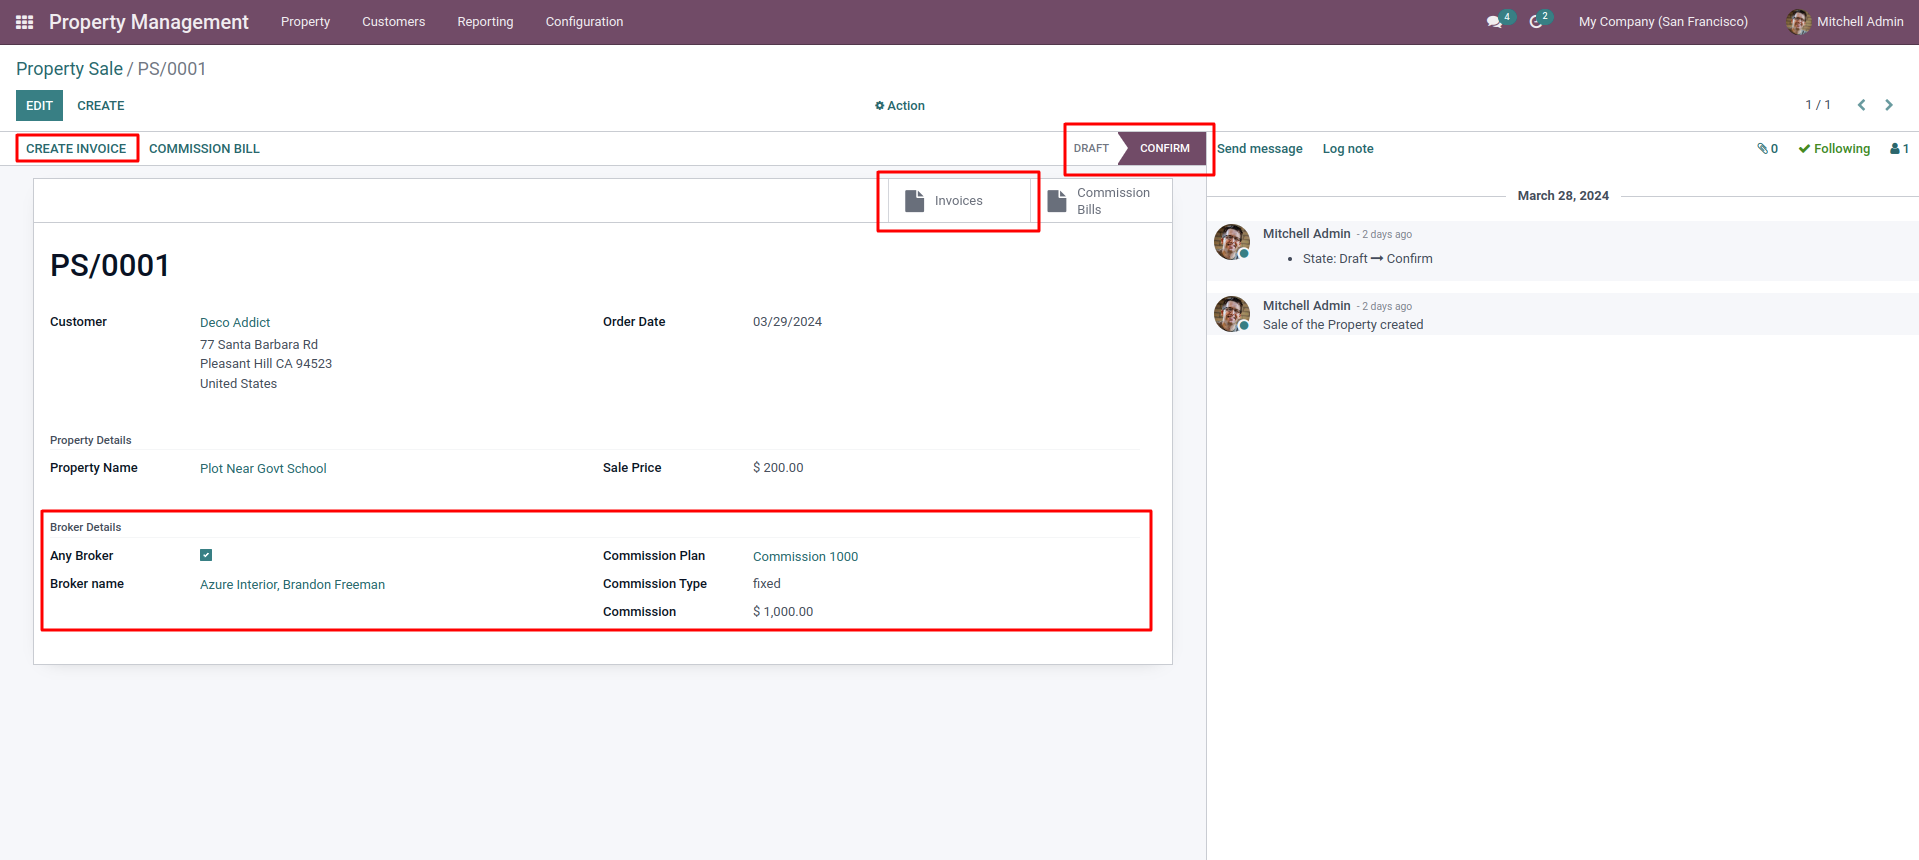 Property Management Property Customers Reporting Configuration 4 2 My Company (San Francisco) Mitchell Admin
Property Sale / PS/0001
EDIT CREATE Action 1 / 1
CREATE INVOICE COMMISSION BILL DRAFT CONFIRM Send message Log note 0 Following 1
Invoices Commission
Bills
March 28, 2024
PS/0001
Mitchell Admin - 2 days ago
State: Draft → Confirm
Mitchell Admin - 2 days ago
Sale of the Property created
Customer Deco Addict Order Date 03/29/2024
77 Santa Barbara Rd
Pleasant Hill CA 94523
United States
Property Details
Property Name Plot Near Govt School Sale Price $ 200.00
Broker Details
Any Broker Commission Plan Commission 1000
Broker name Azure Interior, Brandon Freeman Commission Type fixed
Commission $ 1,000.00